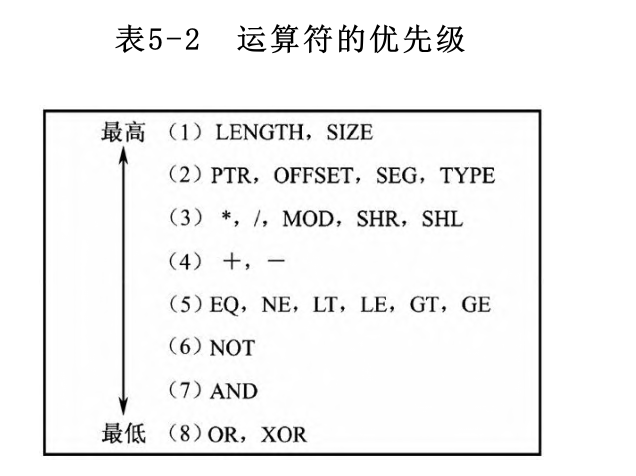 表5-2 运算符的优先级
最高 （1）LENGTH，SIZE
（2）PTR，OFFSET，SEG，TYPE
（3）*，/，MOD，SHR，SHL
（4）＋，－
（5）EQ，NE，LT，LE，GT，GE
（6）NOT
（7）AND
最低 （8）OR，XOR